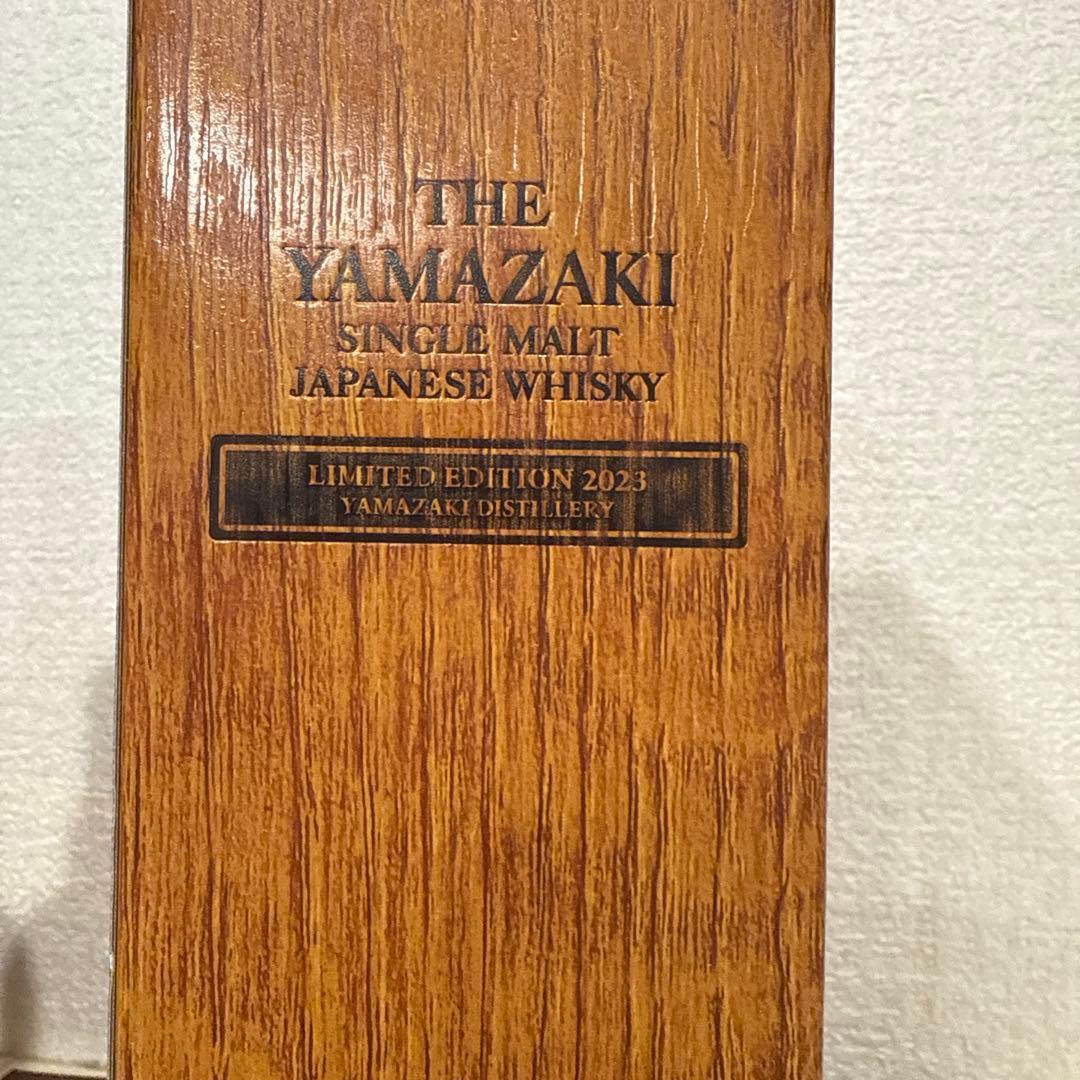 THE
YAMAZAKI
SINGLE MALT
JAPANESE WHISKY
LIMITED EDITION 2023
YAMAZAKI DISTILLERY